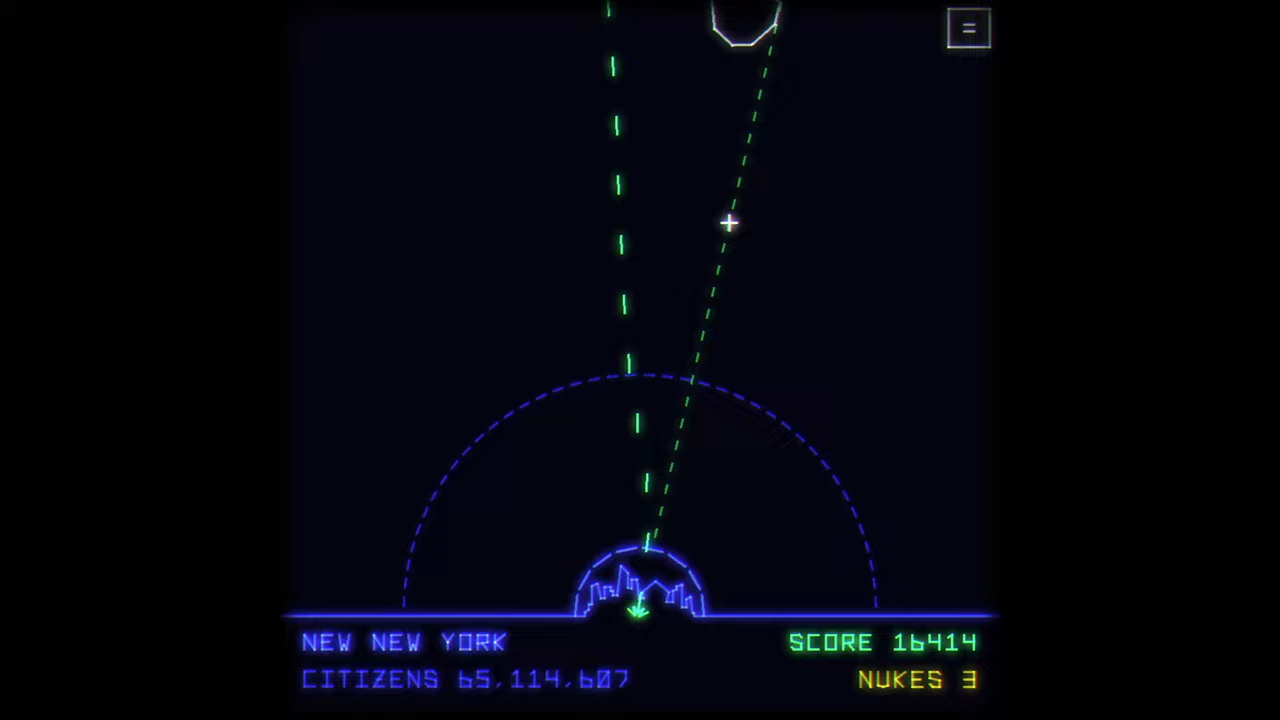 NEW NEW YORK
SCORE 16414
CITIZENS 65,114,607
NUKES 3